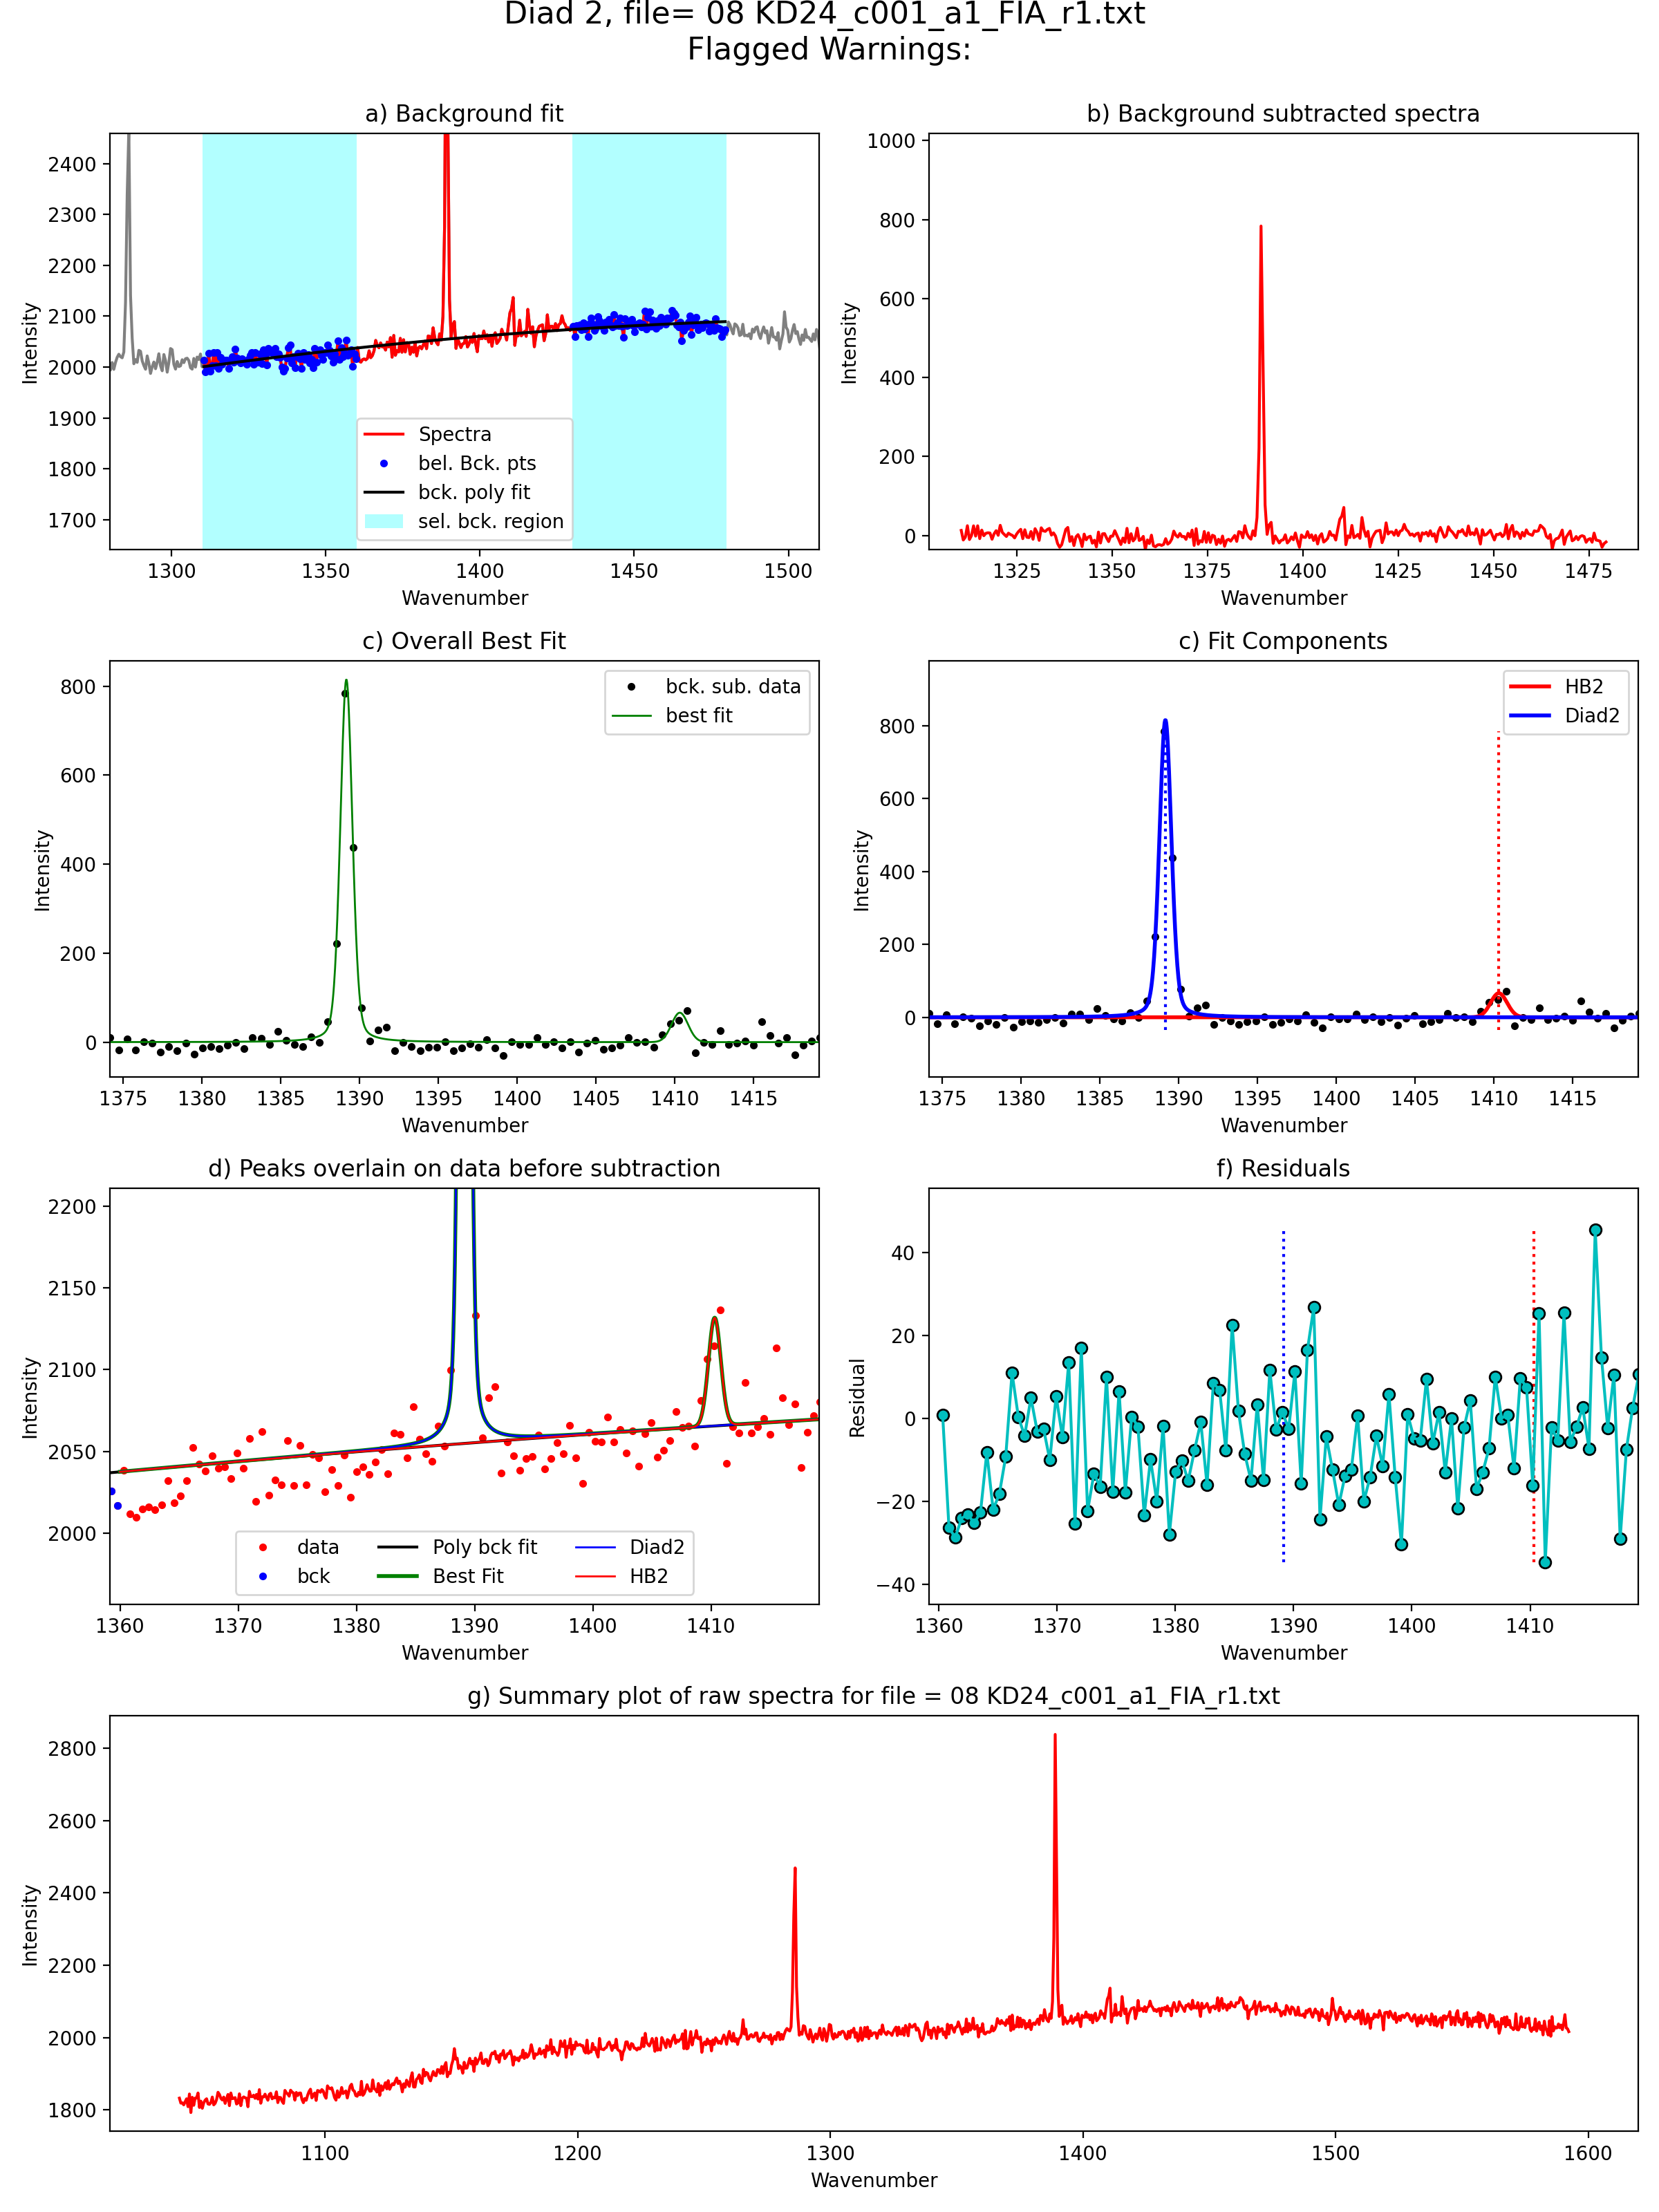 Diad 2, file= 08 KD24_c001_a1_FIA_r1.txt
Flagged Warnings:
a) Background fit
Intensity
2400
2300
2200
2100
2000
1900
1800
1700
Spectra
bel. Bck. pts
bck. poly fit
sel. bck. region
1300 1350 1400 1450 1500
Wavenumber
b) Background subtracted spectra
Intensity
1000
800
600
400
200
0
1325 1350 1375 1400 1425 1450 1475
Wavenumber
c) Overall Best Fit
Intensity
800
600
400
200
0
bck. sub. data
best fit
1375 1380 1385 1390 1395 1400 1405 1410 1415
Wavenumber
c) Fit Components
Intensity
800
600
400
200
0
HB2
Diad2
1375 1380 1385 1390 1395 1400 1405 1410 1415
Wavenumber
d) Peaks overlain on data before subtraction
Intensity
2200
2150
2100
2050
2000
data
bck
Poly bck fit
Best Fit
Diad2
HB2
1360 1370 1380 1390 1400 1410
Wavenumber
f) Residuals
Residual
40
20
0
−20
−40
1360 1370 1380 1390 1400 1410
Wavenumber
g) Summary plot of raw spectra for file = 08 KD24_c001_a1_FIA_r1.txt
Intensity
2800
2600
2400
2200
2000
1800
1100 1200 1300 1400 1500 1600
Wavenumber